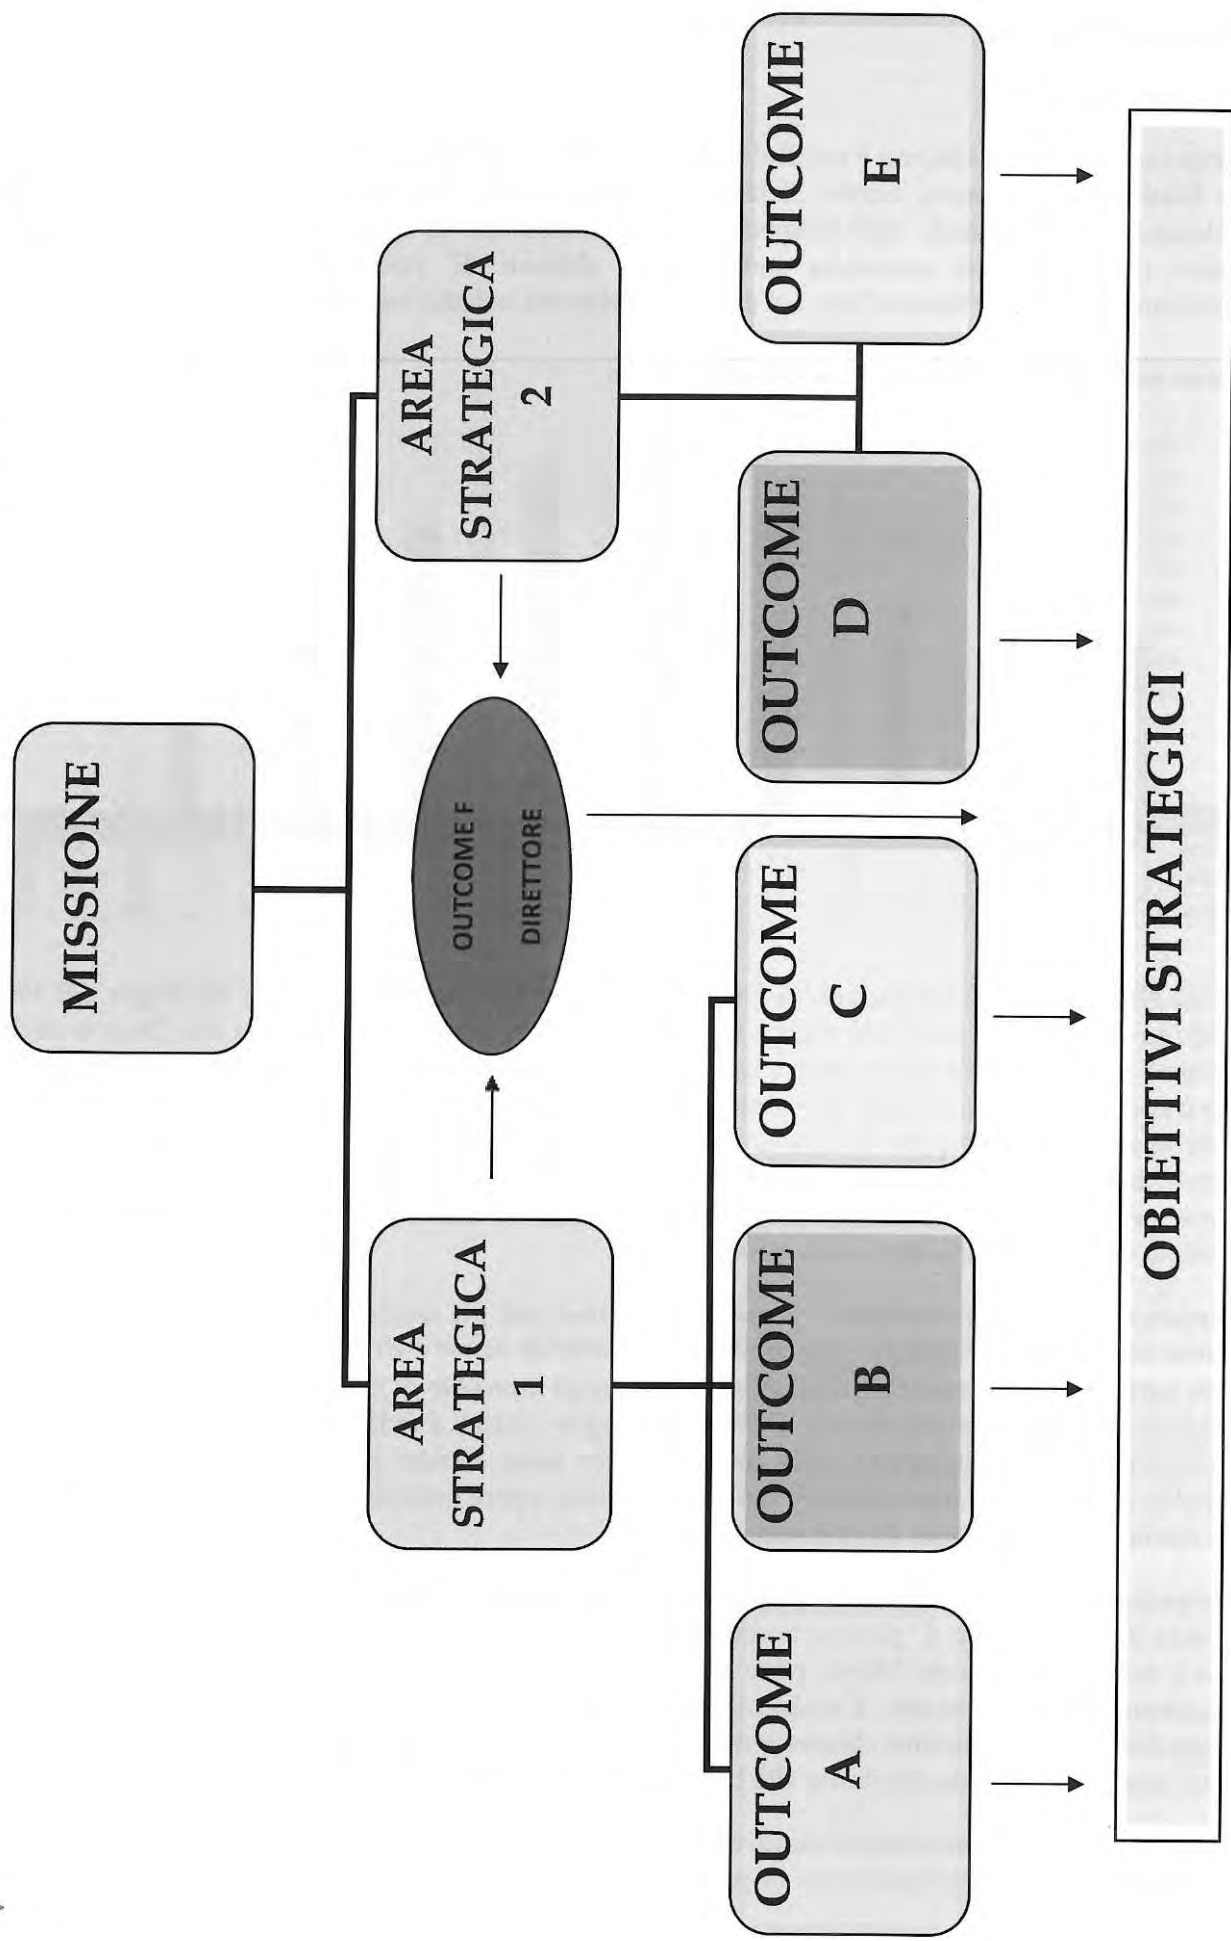 MISSIONE
AREA
STRATEGICA
1
OUTCOME F
DIRETTORE
AREA
STRATEGICA
2
OUTCOME
A
OUTCOME
B
OUTCOME
C
OUTCOME
D
OUTCOME
E
OBIETTIVI STRATEGICI